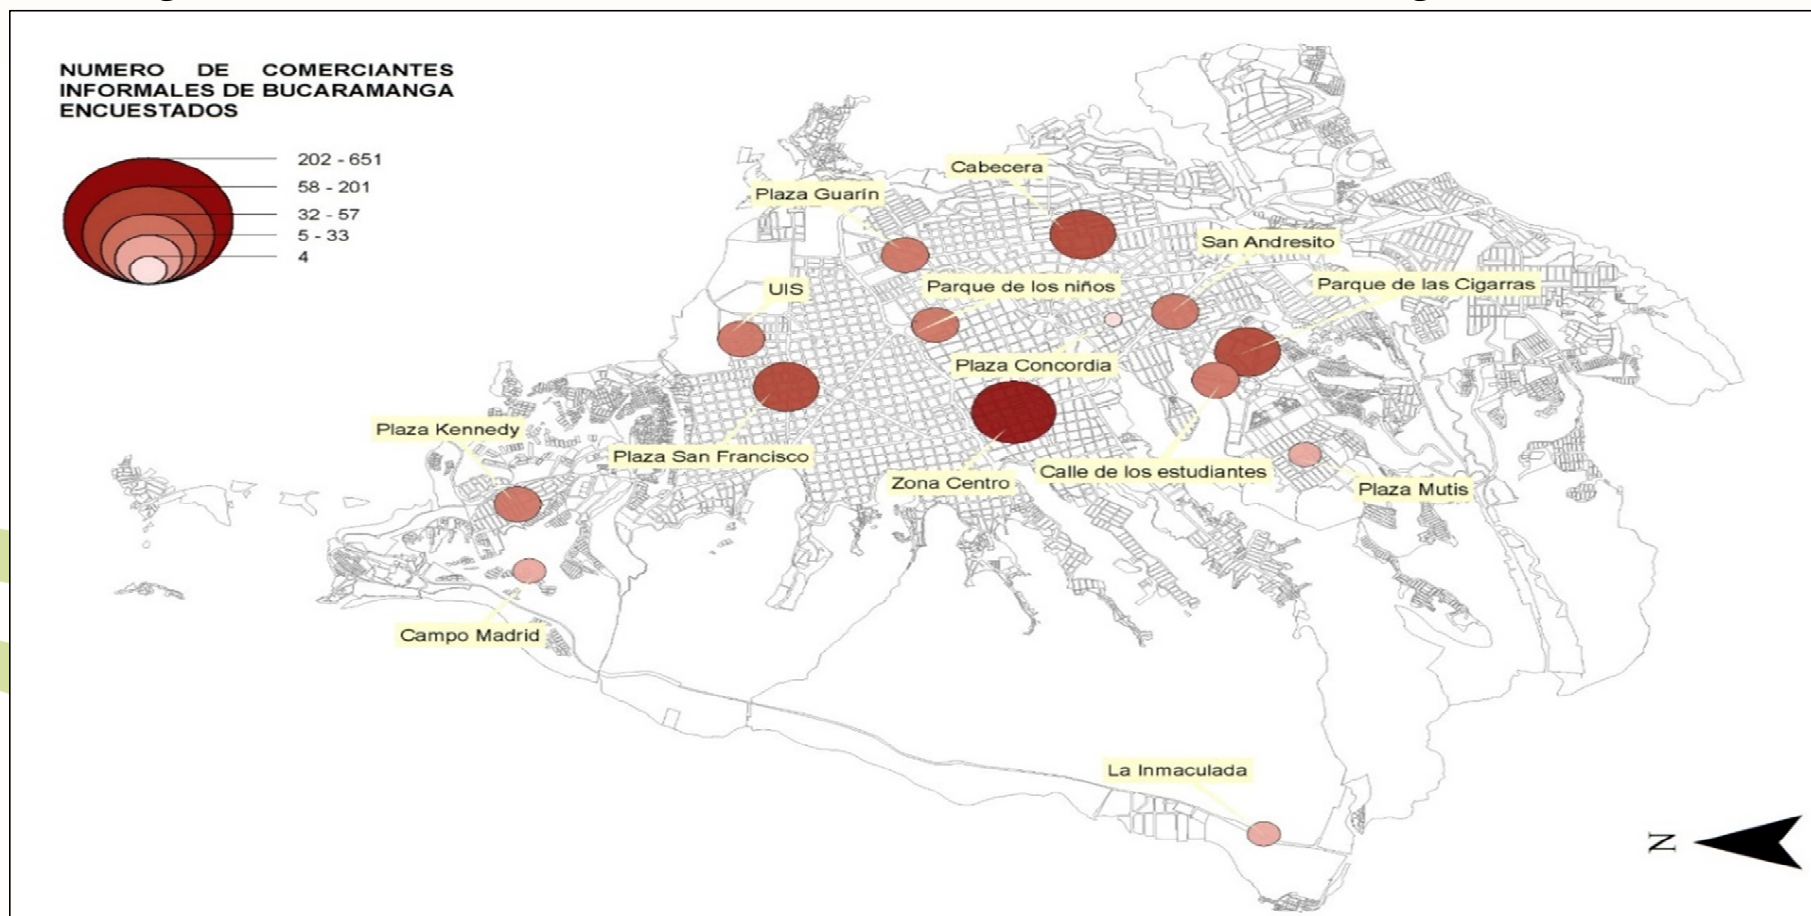 NUMERO DE COMERCIANTES
INFORMALES DE BUCARAMANGA
ENCUESTADOS
202 - 651
58 - 201
32 - 57
5 - 33
4
Cabecera
Plaza Guarín
San Andresito
Parque de las Cigarras
Parque de los niños
UIS
Plaza Concordia
Plaza Kennedy
Plaza San Francisco
Calle de los estudiantes
Zona Centro
Plaza Mutis
Campo Madrid
La Inmaculada
N